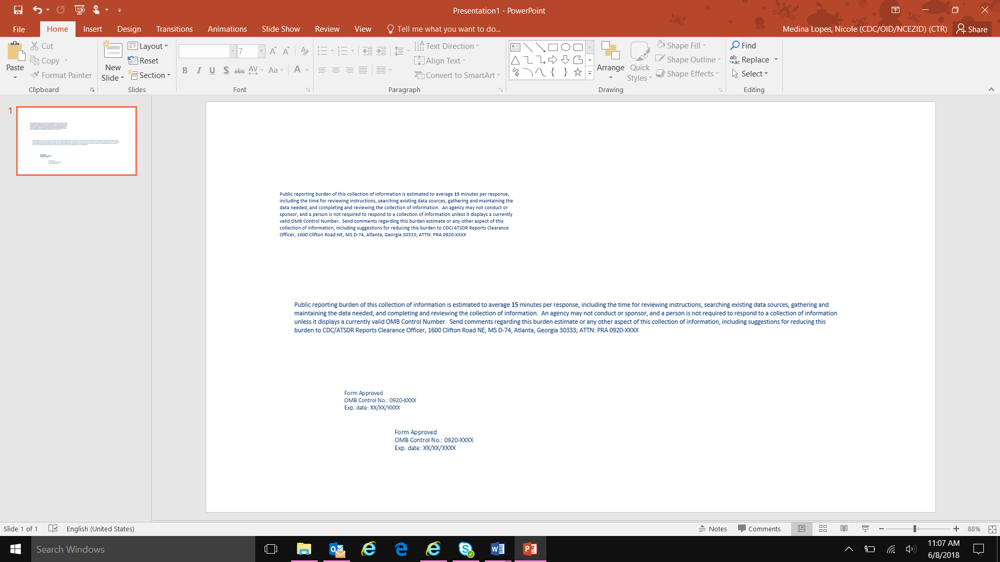 Presentation1 - PowerPoint
File Home Insert Design Transitions Animations Slide Show Review View Tell me what you want to do...
Medina Lopes, Nicole (CDC/OID/NCEZID) (CTR) Share
Paste
Cut
Copy
Format Painter
Clipboard
New
Slide
Layout
Reset
Section
Slides
7
B I U S abc AV Aa A
Font
Text Direction
Align Text
Convert to SmartArt
Paragraph
Arrange
Quick
Styles
Shape Fill
Shape Outline
Shape Effects
Drawing
Find
Replace
Select
Editing
1
Public reporting burden of this collection of information is estimated to average 15 minutes per response,
including the time for reviewing instructions, searching existing data sources, gathering and maintaining the
data needed, and completing and reviewing the collection of information.  An agency may not conduct or
sponsor, and a person is not required to respond to a collection of information unless it displays a currently
valid OMB Control Number.  Send comments regarding this burden estimate or any other aspect of this
collection of information, including suggestions for reducing this burden to CDC/ATSDR Reports Clearance
Officer, 1600 Clifton Road NE, MS D-74, Atlanta, Georgia 30333; ATTN: PRA 0920-XXXX
Public reporting burden of this collection of information is estimated to average 15 minutes per response, including the time for reviewing instructions, searching existing data sources, gathering and
maintaining the data needed, and completing and reviewing the collection of information.  An agency may not conduct or sponsor, and a person is not required to respond to a collection of information
unless it displays a currently valid OMB Control Number.  Send comments regarding this burden estimate or any other aspect of this collection of information, including suggestions for reducing this
burden to CDC/ATSDR Reports Clearance Officer, 1600 Clifton Road NE, MS D-74, Atlanta, Georgia 30333; ATTN: PRA 0920-XXXX
Form Approved
OMB Control No.: 0920-XXXX
Exp. date: XX/XX/XXXX
Form Approved
OMB Control No.: 0920-XXXX
Exp. date: XX/XX/XXXX
Slide 1 of 1 English (United States)
Notes Comments 88%
Search Windows
11:07 AM
6/8/2018